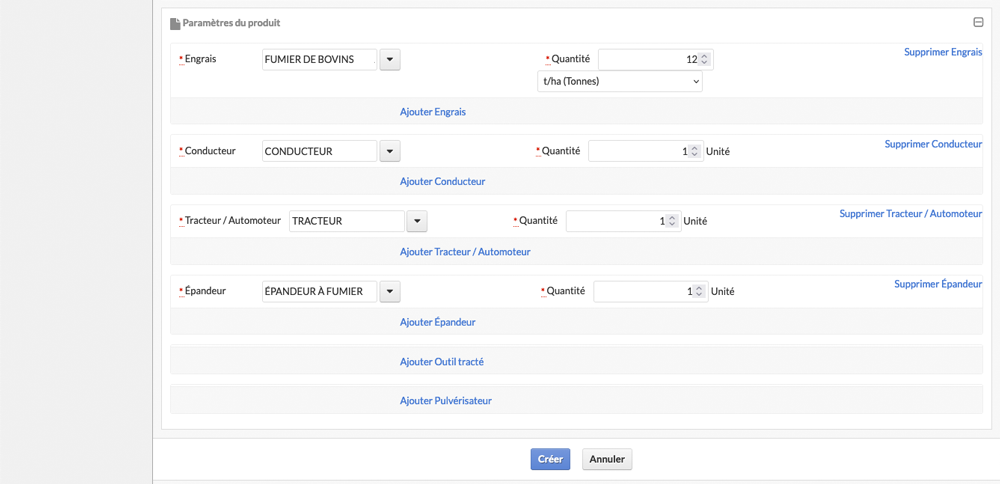 Paramètres du produit
* Engrais FUMIER DE BOVINS * Quantité 12 Supprimer Engrais
t/ha (Tonnes)
Ajouter Engrais
* Conducteur CONDUCTEUR * Quantité 1 Unité Supprimer Conducteur
Ajouter Conducteur
* Tracteur / Automoteur TRACTEUR * Quantité 1 Unité Supprimer Tracteur / Automoteur
Ajouter Tracteur / Automoteur
* Épandeur ÉPANDEUR À FUMIER * Quantité 1 Unité Supprimer Épandeur
Ajouter Épandeur
Ajouter Outil tracté
Ajouter Pulvérisateur
Créer Annuler